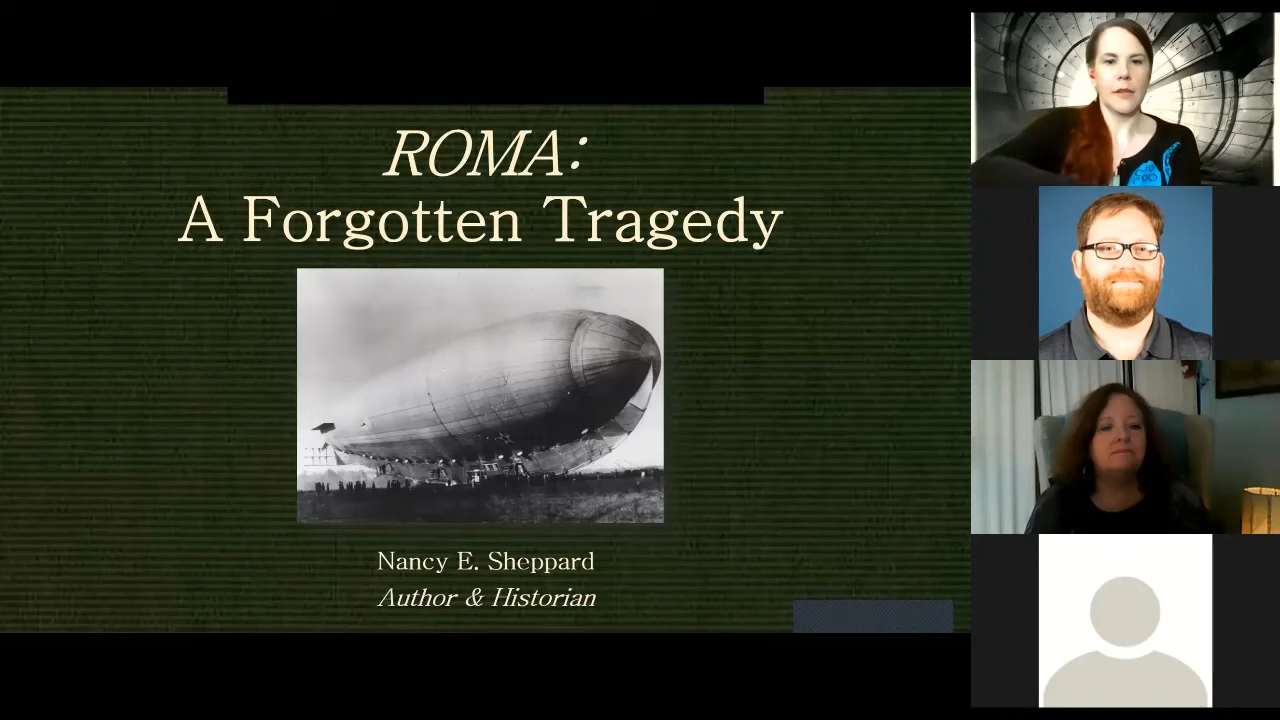 ROMA:
A Forgotten Tragedy
Nancy E. Sheppard
Author & Historian